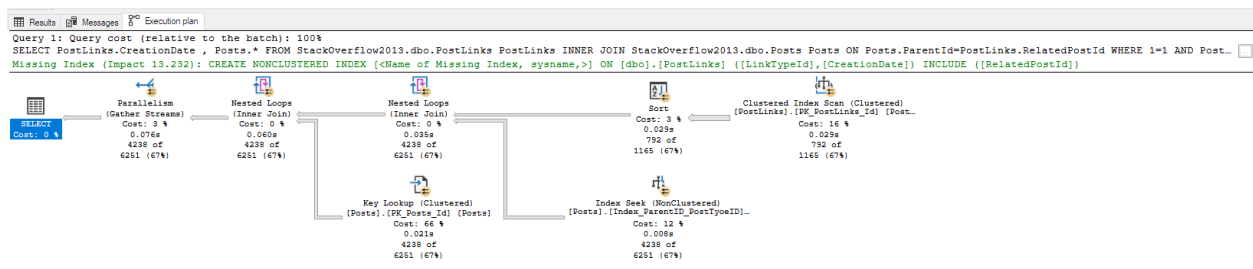 Results Messages Execution plan
Query 1: Query cost (relative to the batch): 100%
SELECT PostLinks.CreationDate , Posts.* FROM StackOverflow2013.dbo.PostLinks PostLinks INNER JOIN StackOverflow2013.dbo.Posts Posts ON Posts.ParentId=PostLinks.RelatedPostId WHERE 1=1 AND Post...
Missing Index (Impact 13.232): CREATE NONCLUSTERED INDEX [<Name of Missing Index, sysname,>] ON [dbo].[PostLinks] ([LinkTypeId],[CreationDate]) INCLUDE ([RelatedPostId])
SELECT
Cost: 0 %
Parallelism
(Gather Streams)
Cost: 3 %
0.076s
4238 of
6251 (67%)
Nested Loops
(Inner Join)
Cost: 0 %
0.060s
4238 of
6251 (67%)
Nested Loops
(Inner Join)
Cost: 0 %
0.035s
4238 of
6251 (67%)
Sort
Cost: 3 %
0.029s
792 of
1165 (67%)
Clustered Index Scan (Clustered)
[PostLinks].[PK_PostLinks_Id] [Post...
Cost: 16 %
0.029s
792 of
1165 (67%)
Key Lookup (Clustered)
[Posts].[PK_Posts_Id] [Posts]
Cost: 66 %
0.021s
4238 of
6251 (67%)
Index Seek (NonClustered)
[Posts].[Index_ParentID_PostTyoeID]...
Cost: 12 %
0.008s
4238 of
6251 (67%)